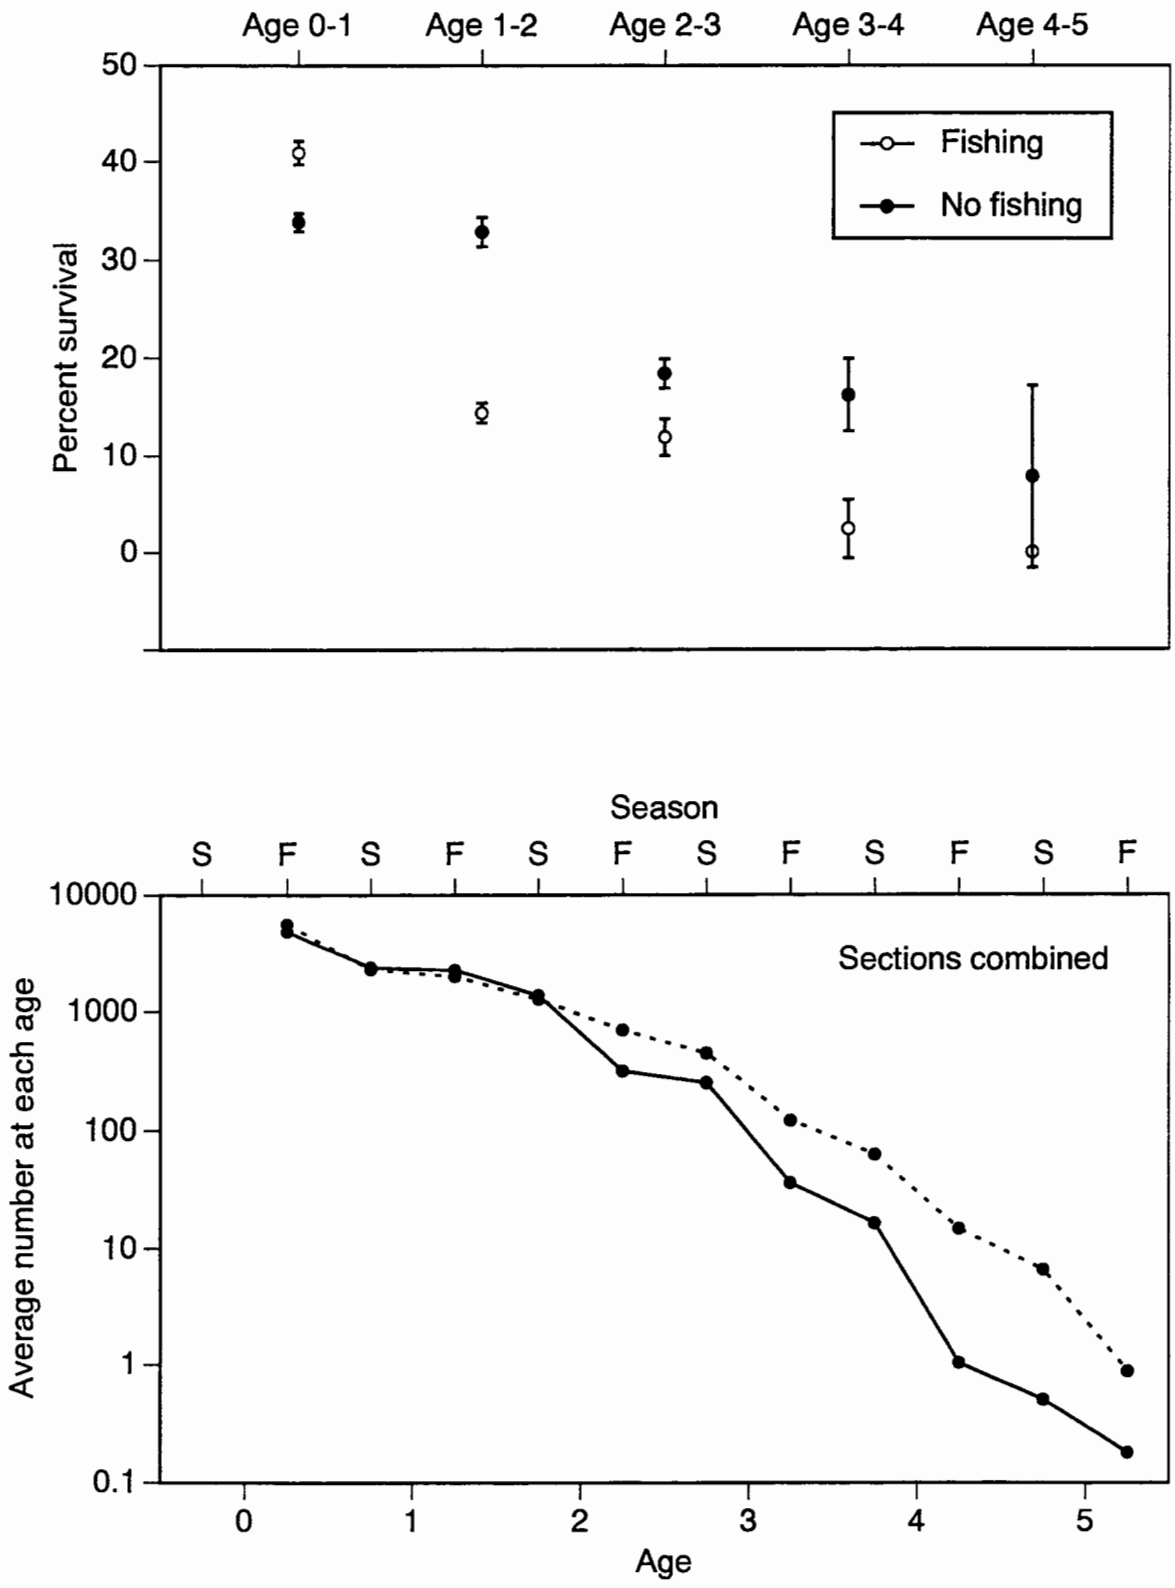 Age 0-1 Age 1-2 Age 2-3 Age 3-4 Age 4-5
50
40
30
20
10
0
Percent survival
Fishing
No fishing
Season
S F S F S F S F S F S F
10000
1000
100
10
1
0.1
Average number at each age
Sections combined
0 1 2 3 4 5
Age